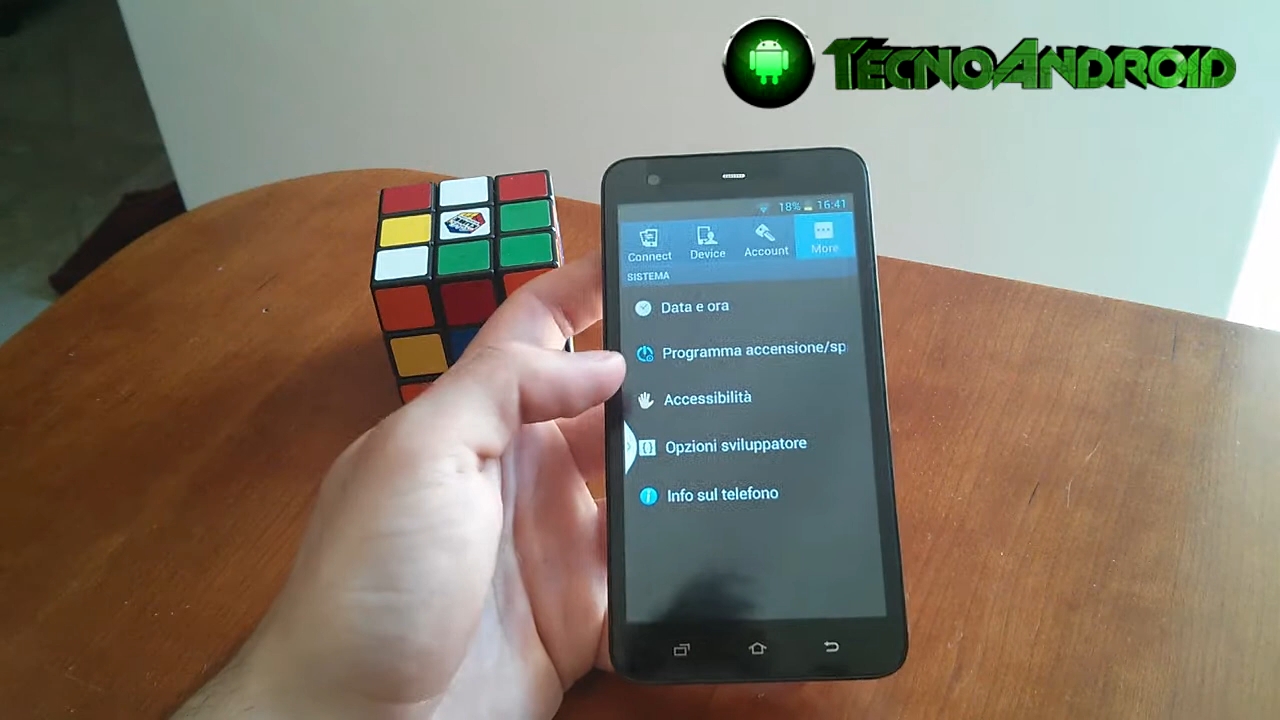 TECNOANDROID
18% 16:41
Connect Device Account More
SISTEMA
Data e ora
Programma accensione/sp
Accessibilità
Opzioni sviluppatore
Info sul telefono